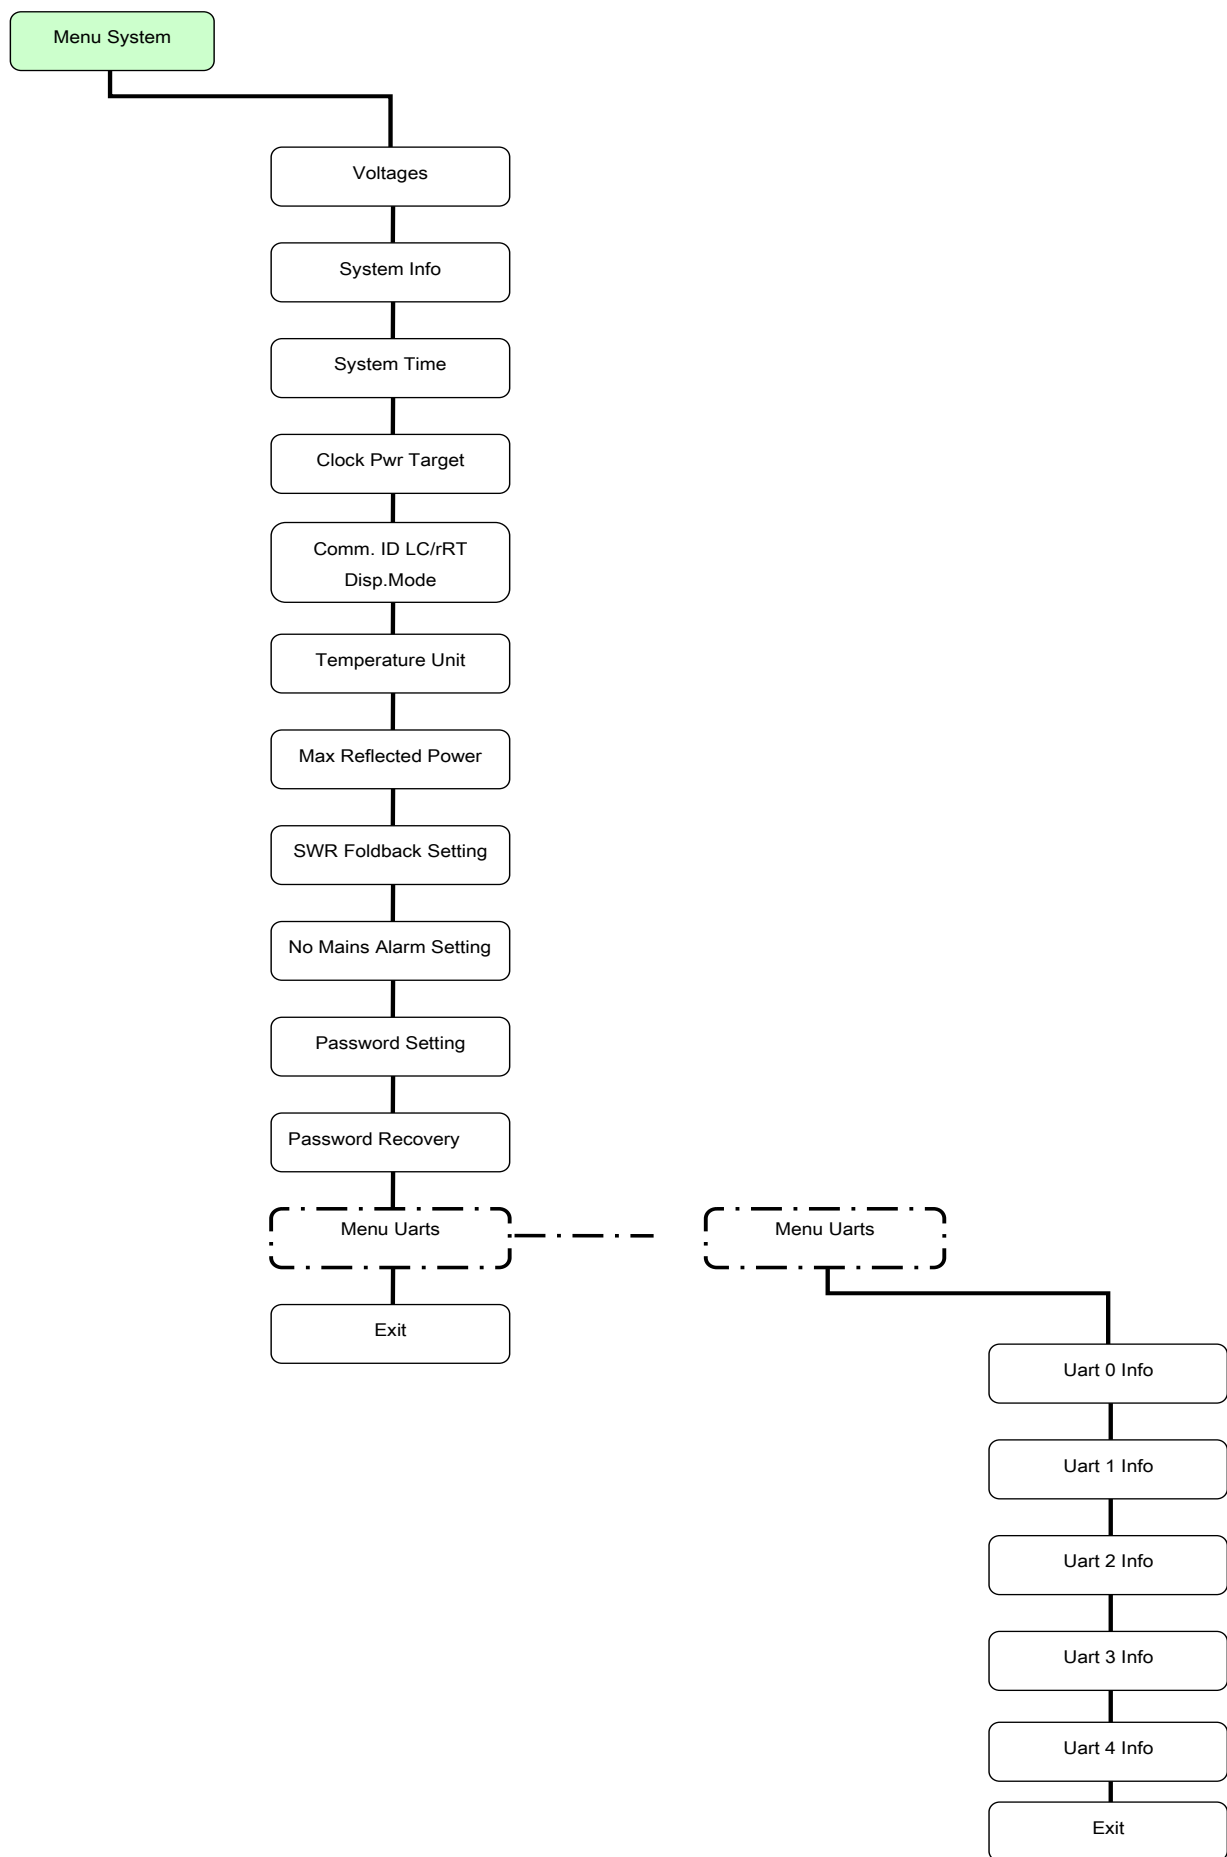 Menu System
Voltages
System Info
System Time
Clock Pwr Target
Comm. ID LC/rRT
Disp.Mode
Temperature Unit
Max Reflected Power
SWR Foldback Setting
No Mains Alarm Setting
Password Setting
Password Recovery
Menu Uarts
Menu Uarts
Exit
Uart 0 Info
Uart 1 Info
Uart 2 Info
Uart 3 Info
Uart 4 Info
Exit